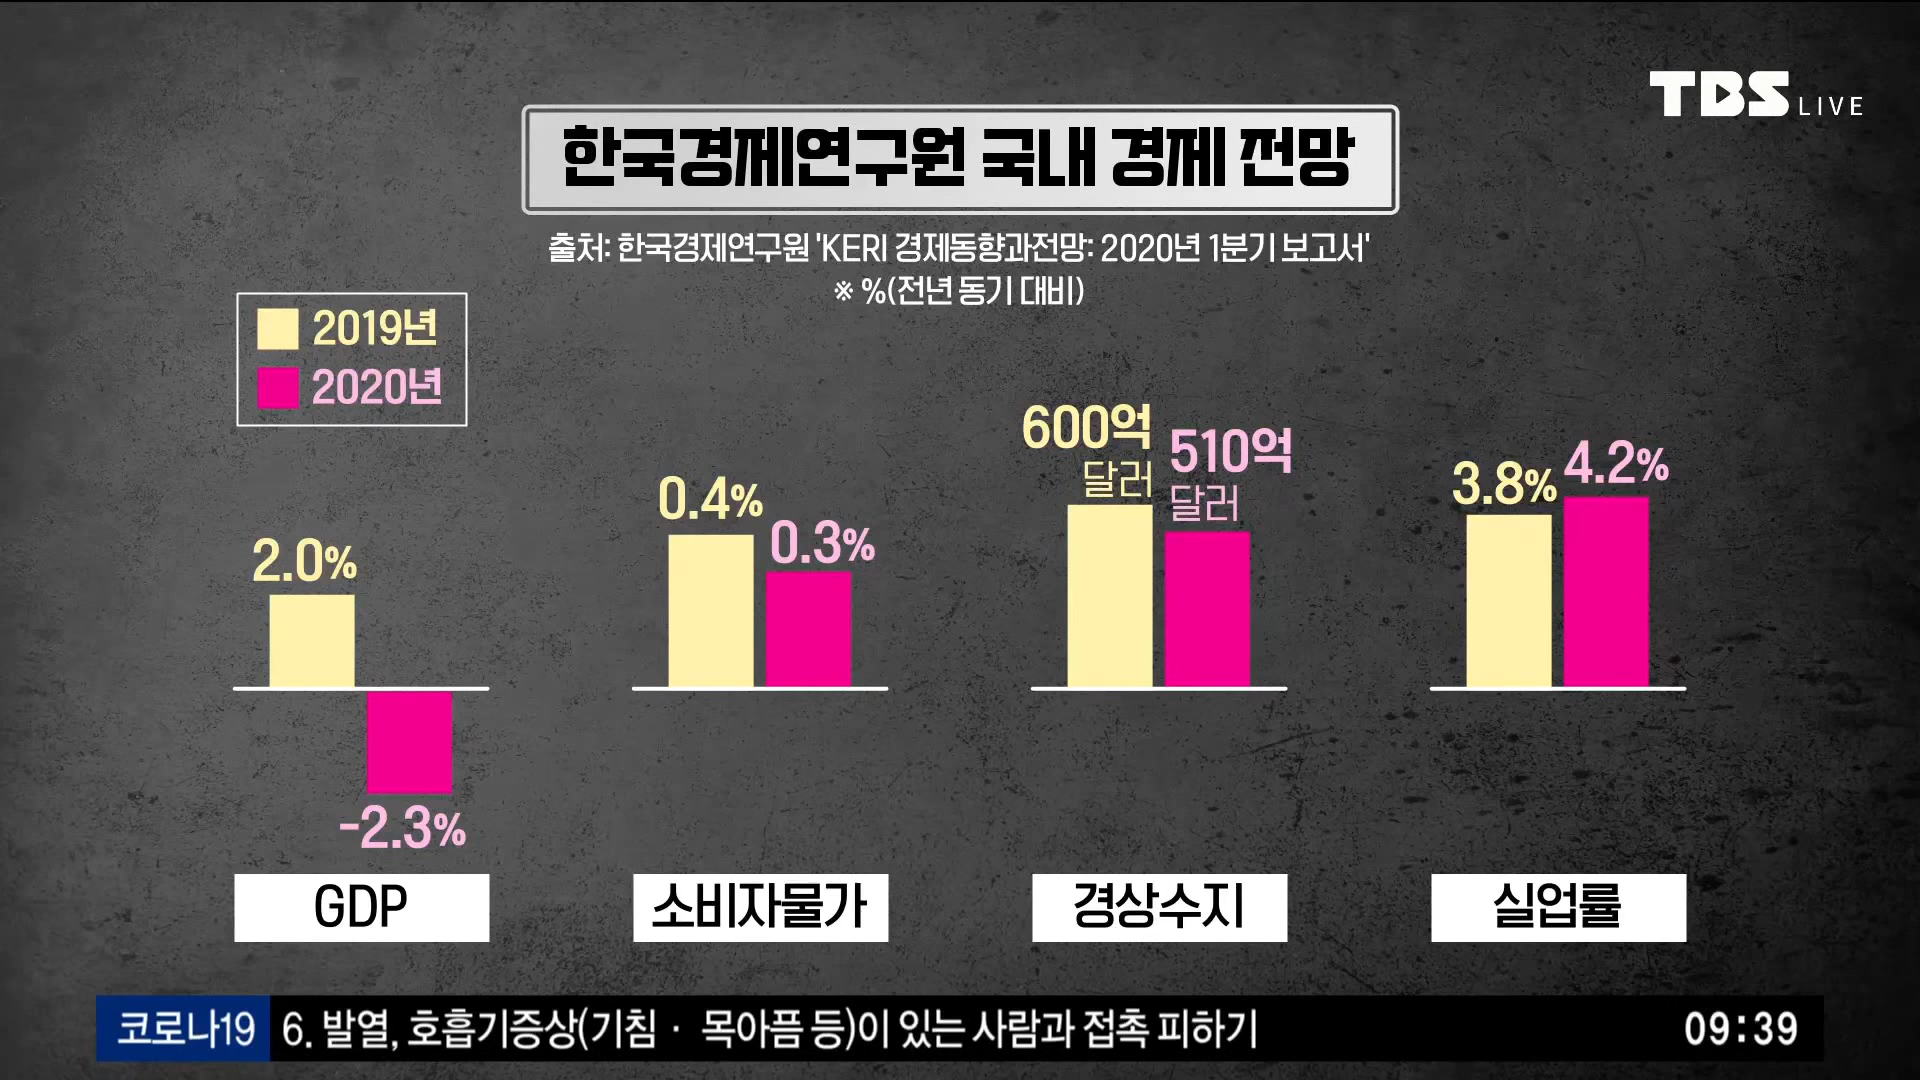 TBS LIVE
한국경제연구원 국내 경제 전망
출처: 한국경제연구원 'KERI 경제동향과전망: 2020년 1분기 보고서'
※ %(전년 동기 대비)
2019년
2020년
2.0%
-2.3%
GDP
0.4%
0.3%
소비자물가
600억
달러
510억
달러
경상수지
3.8%
4.2%
실업률
코로나19 6. 발열, 호흡기증상(기침 · 목아픔 등)이 있는 사람과 접촉 피하기 09:39